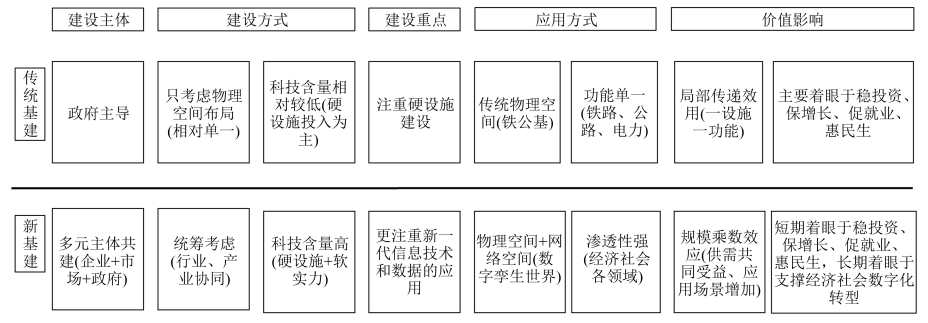 建设主体
建设方式
建设重点
应用方式
价值影响
传
统
基
建
政府主导
只考虑物理
空间布局
(相对单一)
科技含量相
对较低(硬
设施投入为
主)
注重硬设施
建设
传统物理空
间(铁公基)
功能单一
(铁路、公
路、电力)
局部传递效
用(一设施
一功能)
主要着眼于稳投资、
保增长、促就业、
惠民生
新
基
建
多元主体共
建(企业+市
场+政府)
统筹考虑
(行业、产
业协同)
科技含量高
(硬设施+软
实力)
更注重新一
代信息技术
和数据的应
用
物理空间+网
络空间(数
字孪生世界)
渗透性强
(经济社会
各领域)
规模乘数效
应(供需共
同受益、应
用场景增加)
短期着眼于稳投资、
保增长、促就业、
惠民生，长期着眼于
支撑经济社会数字化
转型